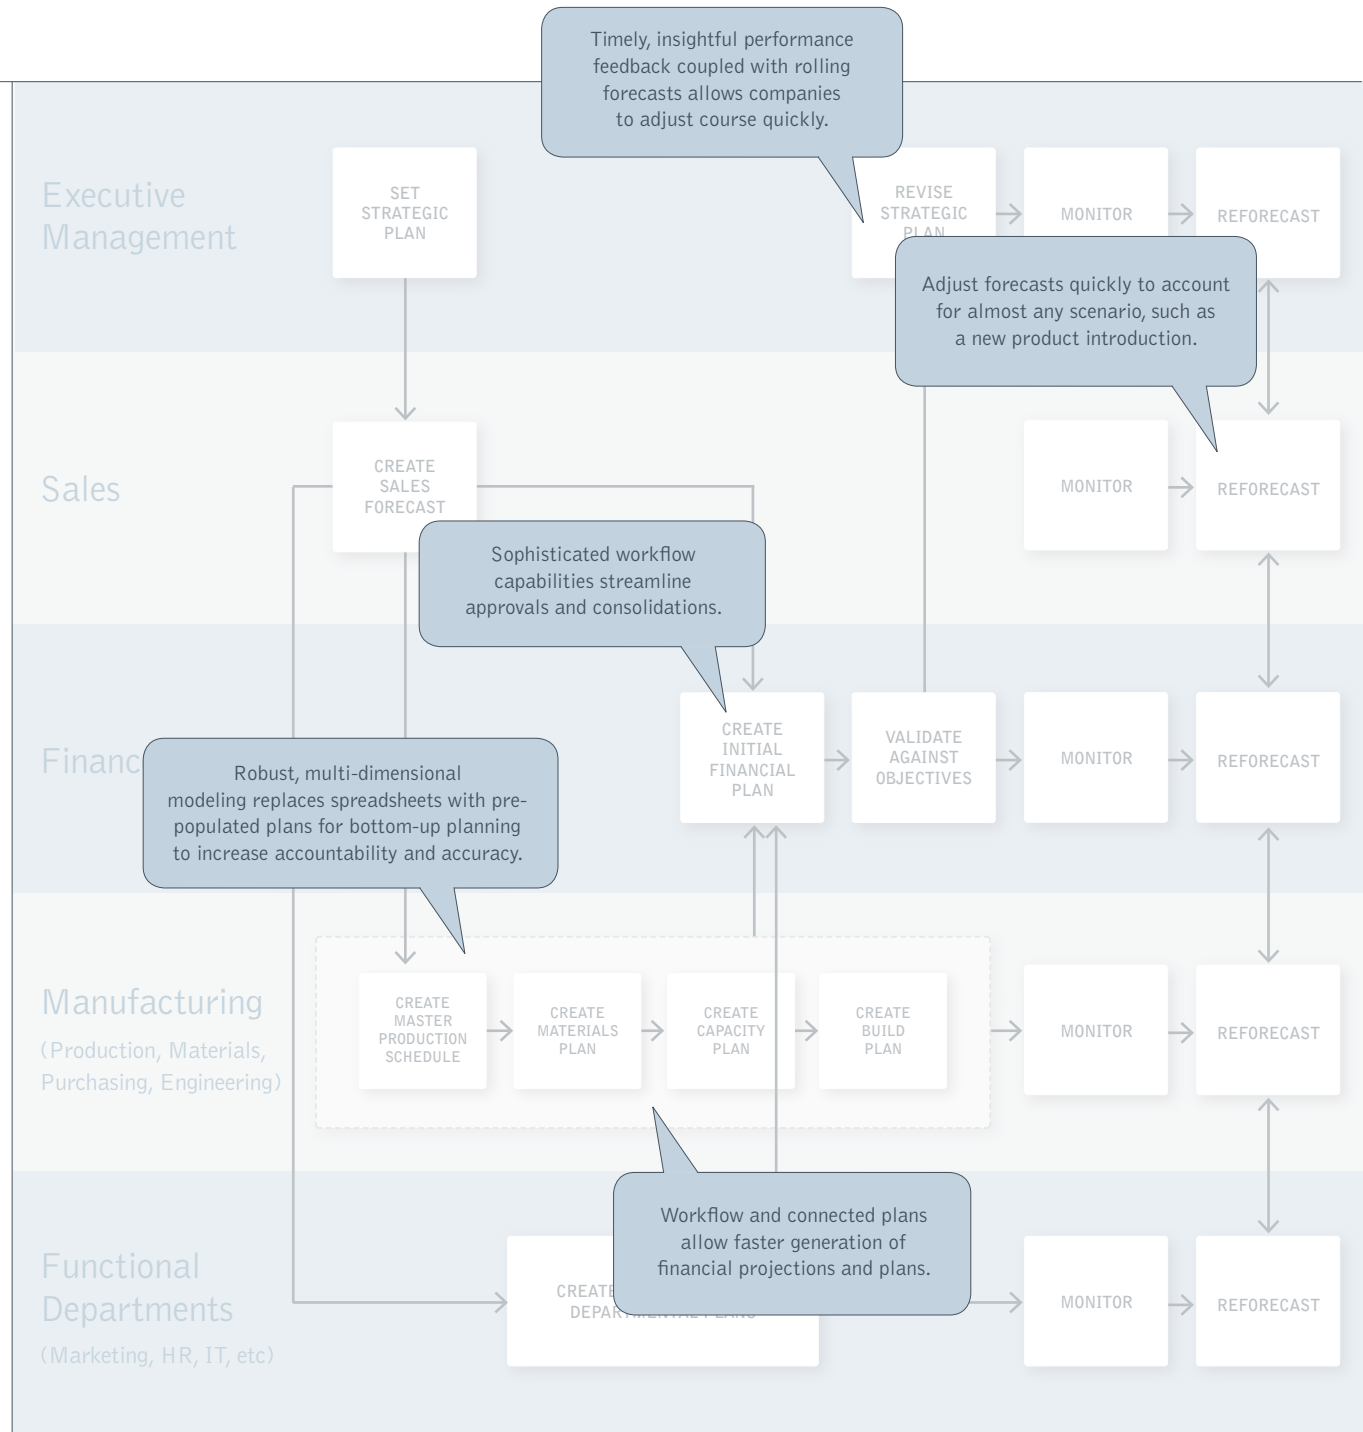 Timely, insightful performance
feedback coupled with rolling
forecasts allows companies
to adjust course quickly.
Executive
Management
SET
STRATEGIC
PLAN
REVISE
STRATEGIC
PLAN
MONITOR
REFORECAST
Adjust forecasts quickly to account
for almost any scenario, such as
a new product introduction.
Sales
CREATE
SALES
FORECAST
MONITOR
REFORECAST
Sophisticated workflow
capabilities streamline
approvals and consolidations.
Financ
CREATE
INITIAL
FINANCIAL
PLAN
VALIDATE
AGAINST
OBJECTIVES
MONITOR
REFORECAST
Robust, multi-dimensional
modeling replaces spreadsheets with pre-
populated plans for bottom-up planning
to increase accountability and accuracy.
Manufacturing
(Production, Materials,
Purchasing, Engineering)
CREATE
MASTER
PRODUCTION
SCHEDULE
CREATE
MATERIALS
PLAN
CREATE
CAPACITY
PLAN
CREATE
BUILD
PLAN
MONITOR
REFORECAST
Workflow and connected plans
allow faster generation of
financial projections and plans.
Functional
Departments
(Marketing, HR, IT, etc)
CREATE
DEPARTMENTAL PLANS
MONITOR
REFORECAST